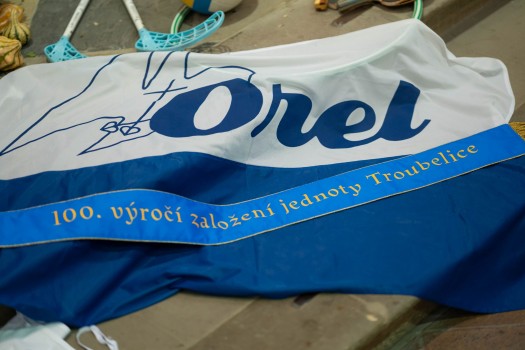 Orel
100. výročí založení jednoty Troubelice